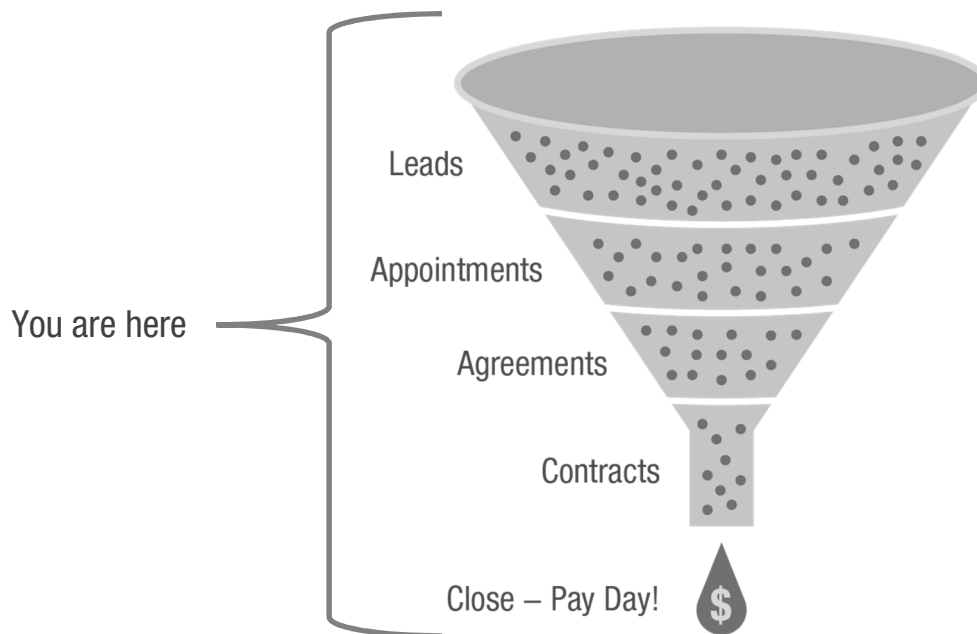 Leads
Appointments
You are here
Agreements
Contracts
Close – Pay Day!
$